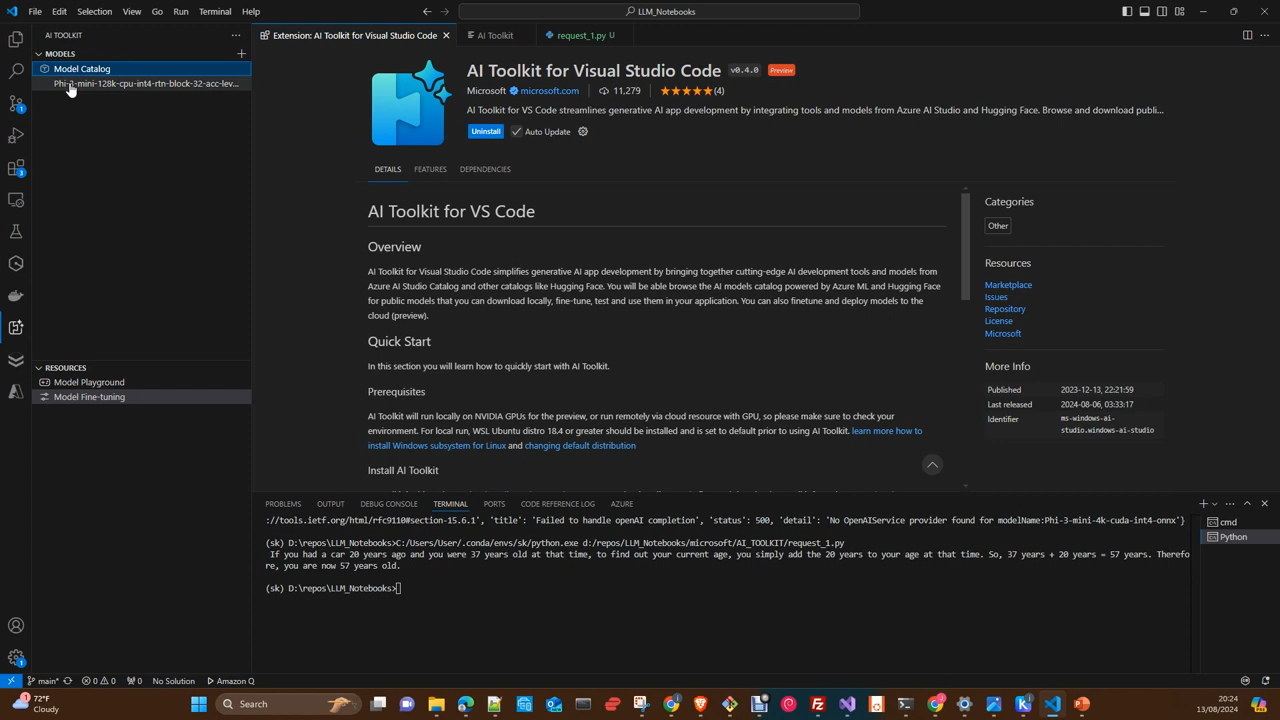 File Edit Selection View Go Run Terminal Help
LLM_Notebooks
AI TOOLKIT
Extension: AI Toolkit for Visual Studio Code
AI Toolkit
request_1.py U
MODELS
Model Catalog
Phi-3-mini-128k-cpu-int4-rtn-block-32-acc-lev...
AI Toolkit for Visual Studio Code v0.4.0 Preview
Microsoft microsoft.com 11,279 (4)
AI Toolkit for VS Code streamlines generative AI app development by integrating tools and models from Azure AI Studio and Hugging Face. Browse and download publi...
Uninstall Auto Update
DETAILS FEATURES DEPENDENCIES
AI Toolkit for VS Code
Overview
AI Toolkit for Visual Studio Code simplifies generative AI app development by bringing together cutting-edge AI development tools and models from
Azure AI Studio Catalog and other catalogs like Hugging Face. You will be able browse the AI models catalog powered by Azure ML and Hugging Face
for public models that you can download locally, fine-tune, test and use them in your application. You can also finetune and deploy models to the
cloud (preview).
Quick Start
In this section you will learn how to quickly start with AI Toolkit.
Prerequisites
AI Toolkit will run locally on NVIDIA GPUs for the preview, or run remotely via cloud resource with GPU, so please make sure to check your
environment. For local run, WSL Ubuntu distro 18.4 or greater should be installed and is set to default prior to using AI Toolkit. learn more how to
install Windows subsystem for Linux and changing default distribution
Install AI Toolkit
Categories
Other
Resources
Marketplace
Issues
Repository
License
Microsoft
More Info
Published 2023-12-13, 22:21:59
Last released 2024-08-06, 03:33:17
Identifier ms-windows-ai-
studio.windows-ai-studio
RESOURCES
Model Playground
Model Fine-tuning
PROBLEMS OUTPUT DEBUG CONSOLE TERMINAL PORTS CODE REFERENCE LOG AZURE
://tools.ietf.org/html/rfc9110#section-15.6.1', 'title': 'Failed to handle openAI completion', 'status': 500, 'detail': 'No OpenAIService provider found for modelName:Phi-3-mini-4k-cuda-int4-onnx'}
(sk) D:\repos\LLM_Notebooks>C:/Users/User/.conda/envs/sk/python.exe d:/repos/LLM_Notebooks/microsoft/AI_TOOLKIT/request_1.py
If you had a car 20 years ago and you were 37 years old at that time, to find out your current age, you simply add the 20 years to your age at that time. So, 37 years + 20 years = 57 years. Therefo
re, you are now 57 years old.
(sk) D:\repos\LLM_Notebooks>
cmd
Python
main* 0 0 0 No Solution Amazon Q
72°F
Cloudy
Search
20:24
13/08/2024